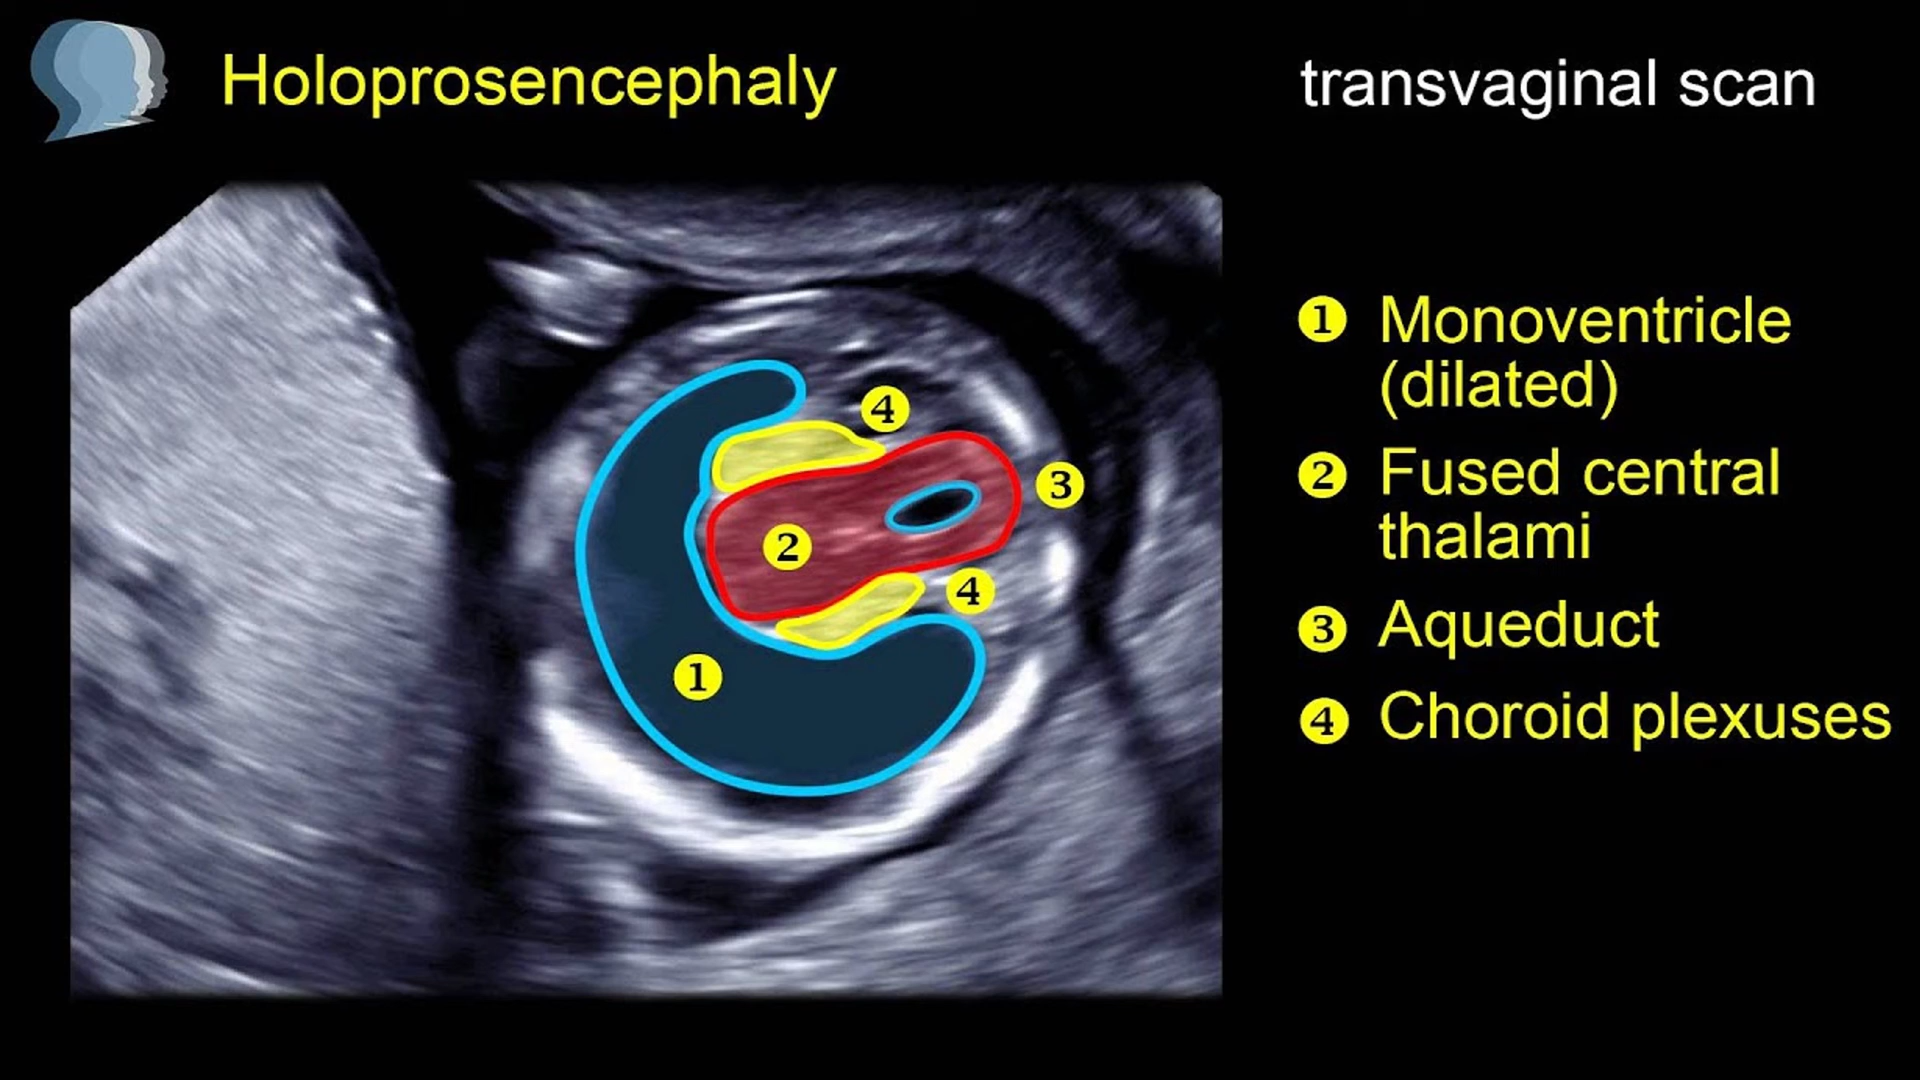 Holoprosencephaly
transvaginal scan
4
3
2
4
1
1 Monoventricle
(dilated)
2 Fused central
thalami
3 Aqueduct
4 Choroid plexuses